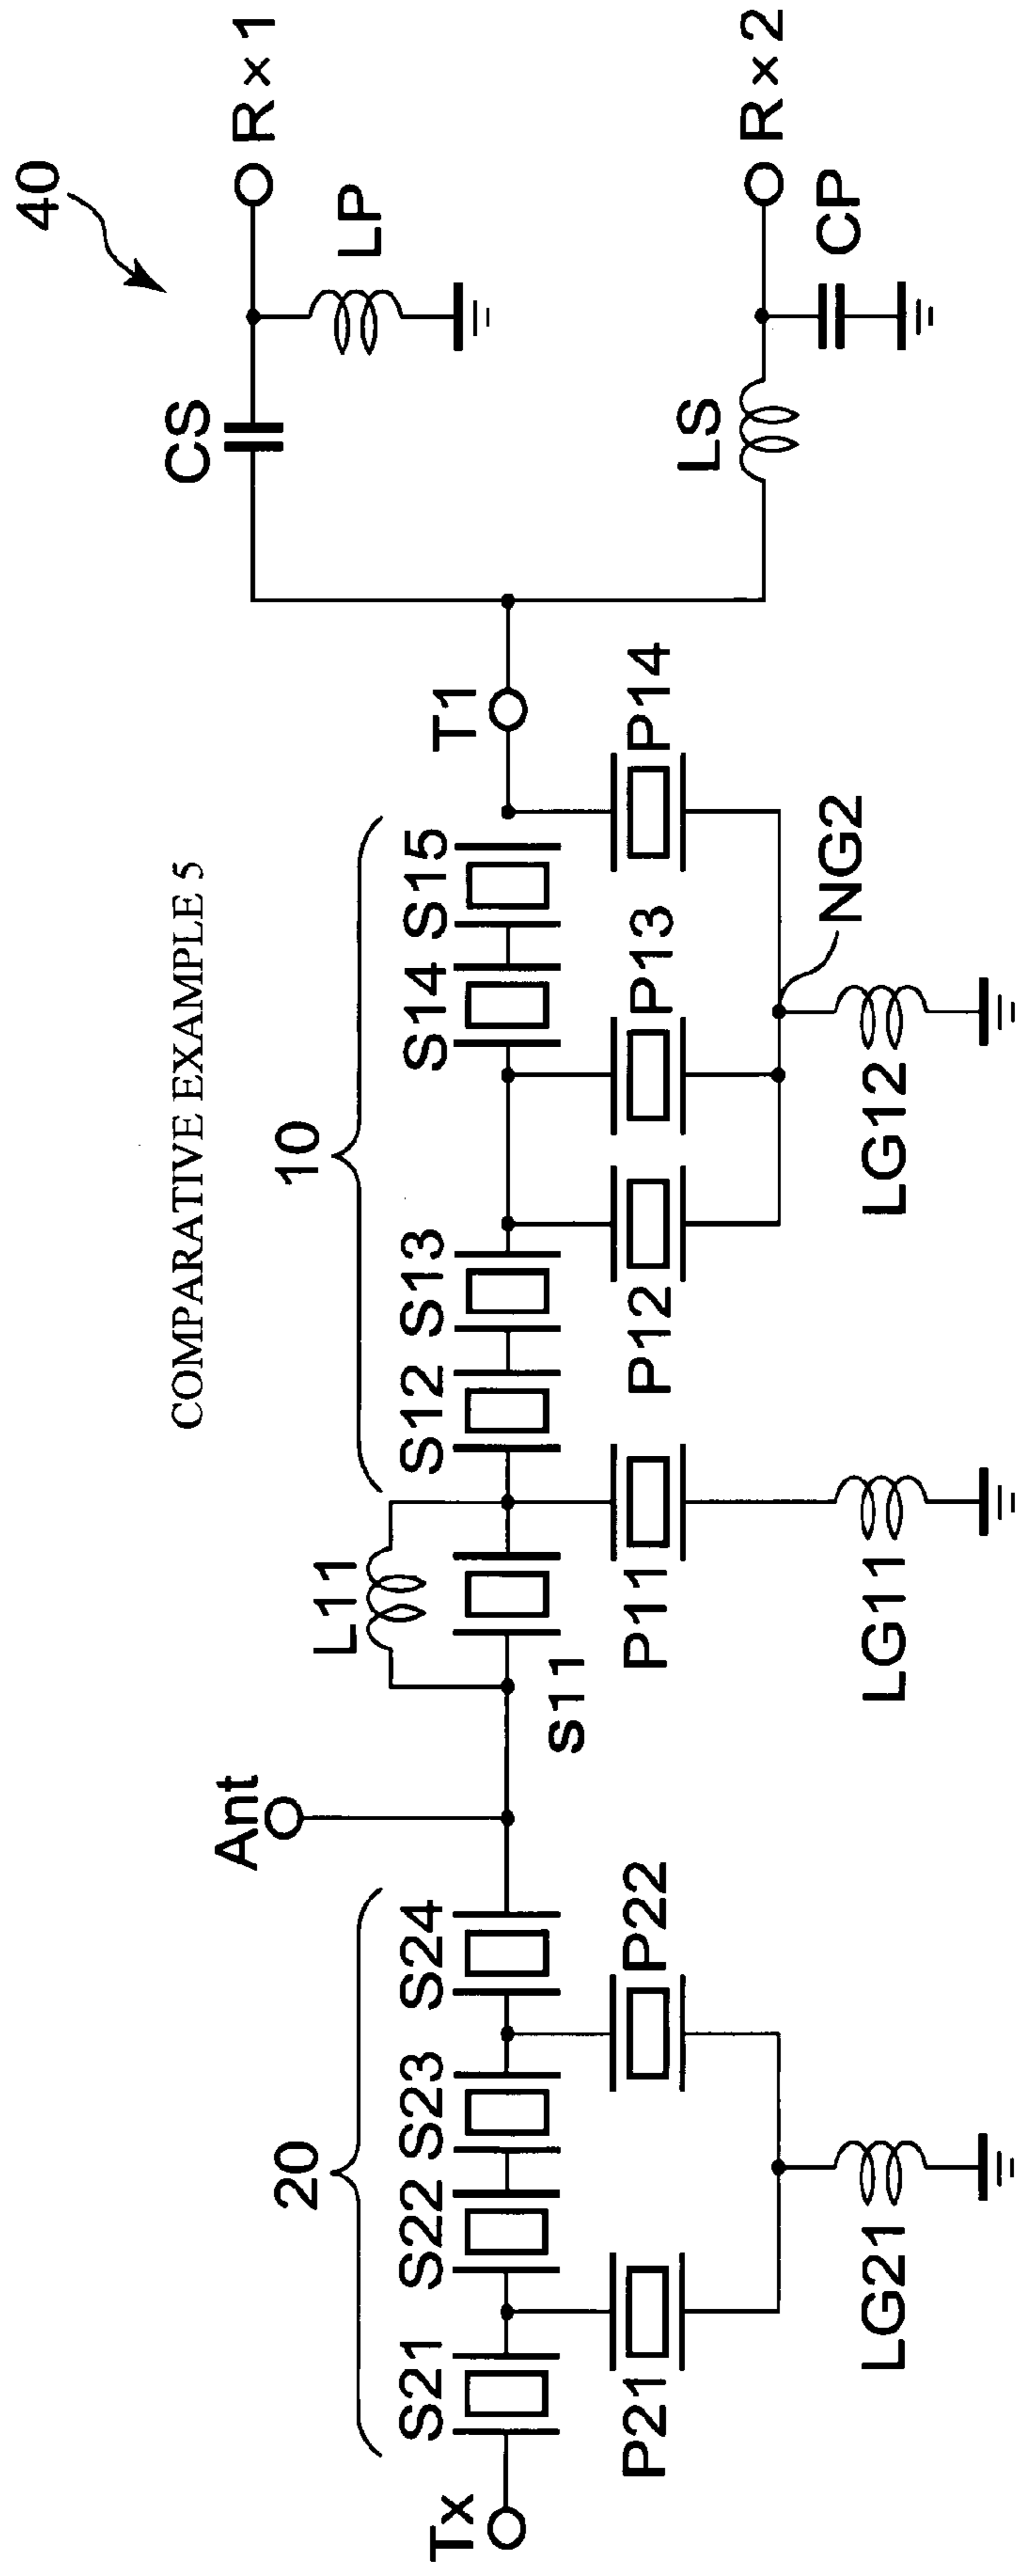 COMPARATIVE EXAMPLE 5
40
20
10
Ant
L11
CS
R×1
LP
Tx
S21
S22
S23
S24
S11
S12
S13
S14
S15
T1
P21
P22
P11
P12
P13
P14
LS
R×2
CP
NG2
LG21
LG11
LG12